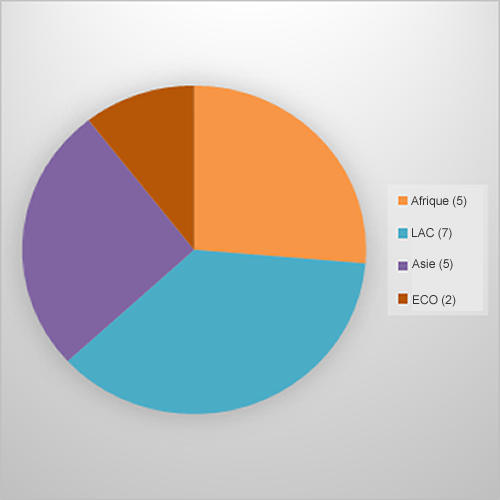 Afrique (5)
LAC (7)
Asie (5)
ECO (2)